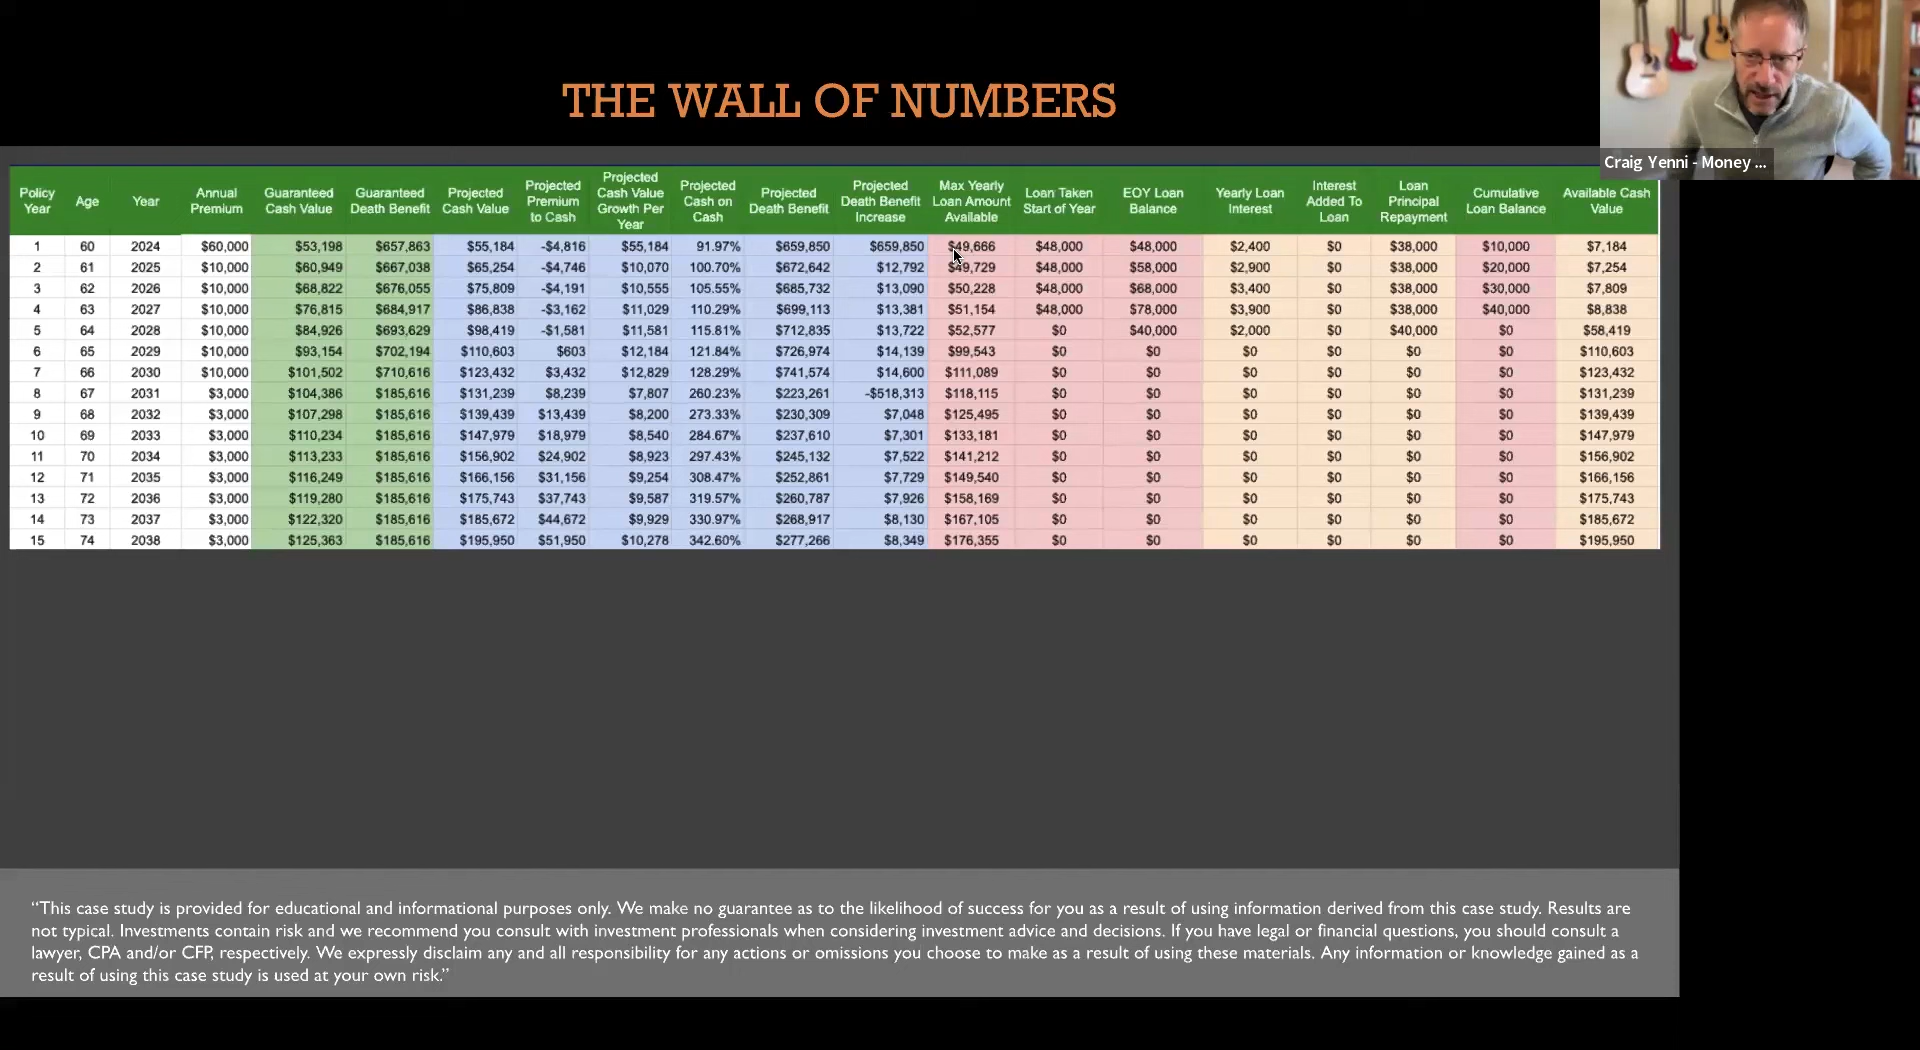 THE WALL OF NUMBERS
Craig Yenni - Money ...
Policy Year Age Year Annual Premium Guaranteed Cash Value Guaranteed Death Benefit Projected Cash Value Projected Premium to Cash Projected Cash Value Growth Per Year Projected Cash on Cash Projected Death Benefit Projected Death Benefit Increase Max Yearly Loan Amount Available Loan Taken Start of Year EOY Loan Balance Yearly Loan Interest Interest Added To Loan Loan Principal Repayment Cumulative Loan Balance Available Cash Value
1 60 2024 $60,000 $53,198 $657,863 $55,184 -$4,816 $55,184 91.97% $659,850 $659,850 $49,666 $48,000 $48,000 $2,400 $0 $38,000 $10,000 $7,184
2 61 2025 $10,000 $60,949 $667,038 $65,254 -$4,746 $10,070 100.70% $672,642 $12,792 $49,729 $48,000 $58,000 $2,900 $0 $38,000 $20,000 $7,254
3 62 2026 $10,000 $68,822 $676,055 $75,809 -$4,191 $10,555 105.55% $685,732 $13,090 $50,228 $48,000 $68,000 $3,400 $0 $38,000 $30,000 $7,809
4 63 2027 $10,000 $76,815 $684,917 $86,838 -$3,162 $11,029 110.29% $699,113 $13,381 $51,154 $48,000 $78,000 $3,900 $0 $38,000 $40,000 $8,838
5 64 2028 $10,000 $84,926 $693,629 $98,419 -$1,581 $11,581 115.81% $712,835 $13,722 $52,577 $0 $40,000 $2,000 $0 $40,000 $0 $58,419
6 65 2029 $10,000 $93,154 $702,194 $110,603 $603 $12,184 121.84% $726,974 $14,139 $99,543 $0 $0 $0 $0 $0 $0 $110,603
7 66 2030 $10,000 $101,502 $710,616 $123,432 $3,432 $12,829 128.29% $741,574 $14,600 $111,089 $0 $0 $0 $0 $0 $0 $123,432
8 67 2031 $3,000 $104,386 $185,616 $131,239 $8,239 $7,807 260.23% $223,261 -$518,313 $118,115 $0 $0 $0 $0 $0 $0 $131,239
9 68 2032 $3,000 $107,298 $185,616 $139,439 $13,439 $8,200 273.33% $230,309 $7,048 $125,495 $0 $0 $0 $0 $0 $0 $139,439
10 69 2033 $3,000 $110,234 $185,616 $147,979 $18,979 $8,540 284.67% $237,610 $7,301 $133,181 $0 $0 $0 $0 $0 $0 $147,979
11 70 2034 $3,000 $113,233 $185,616 $156,902 $24,902 $8,923 297.43% $245,132 $7,522 $141,212 $0 $0 $0 $0 $0 $0 $156,902
12 71 2035 $3,000 $116,249 $185,616 $166,156 $31,156 $9,254 308.47% $252,861 $7,729 $149,540 $0 $0 $0 $0 $0 $0 $166,156
13 72 2036 $3,000 $119,280 $185,616 $175,743 $37,743 $9,587 319.57% $260,787 $7,926 $158,169 $0 $0 $0 $0 $0 $0 $175,743
14 73 2037 $3,000 $122,320 $185,616 $185,672 $44,672 $9,929 330.97% $268,917 $8,130 $167,105 $0 $0 $0 $0 $0 $0 $185,672
15 74 2038 $3,000 $125,363 $185,616 $195,950 $51,950 $10,278 342.60% $277,266 $8,349 $176,355 $0 $0 $0 $0 $0 $0 $195,950
“This case study is provided for educational and informational purposes only. We make no guarantee as to the likelihood of success for you as a result of using information derived from this case study. Results are
not typical. Investments contain risk and we recommend you consult with investment professionals when considering investment advice and decisions. If you have legal or financial questions, you should consult a
lawyer, CPA and/or CFP, respectively. We expressly disclaim any and all responsibility for any actions or omissions you choose to make as a result of using these materials. Any information or knowledge gained as a
result of using this case study is used at your own risk.”